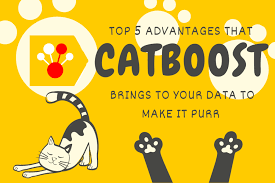 TOP 5 ADVANTAGES THAT
CATBOOST
BRINGS TO YOUR DATA TO
MAKE IT PURR